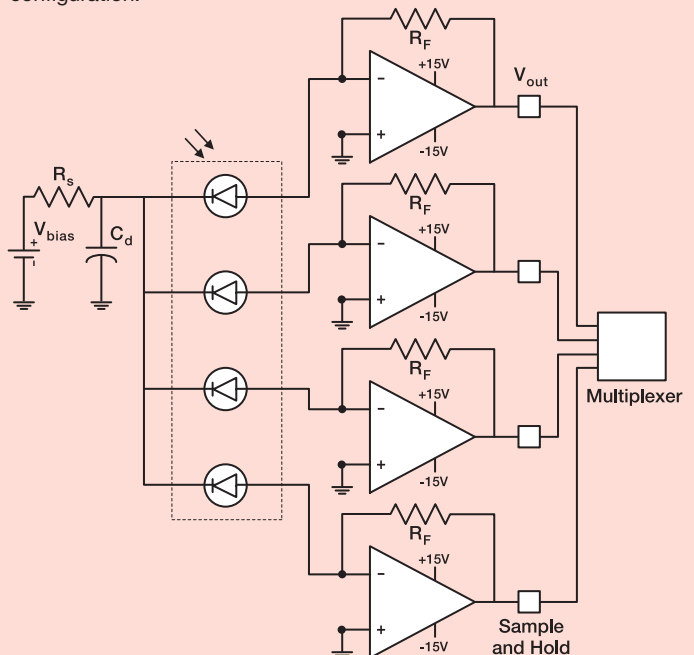 configuration.
R_F
+15V
−
+
-15V
V_out
R_s
V_bias
+
-
C_d
R_F
+15V
−
+
-15V
R_F
+15V
−
+
-15V
Multiplexer
R_F
+15V
−
+
-15V
Sample
and Hold